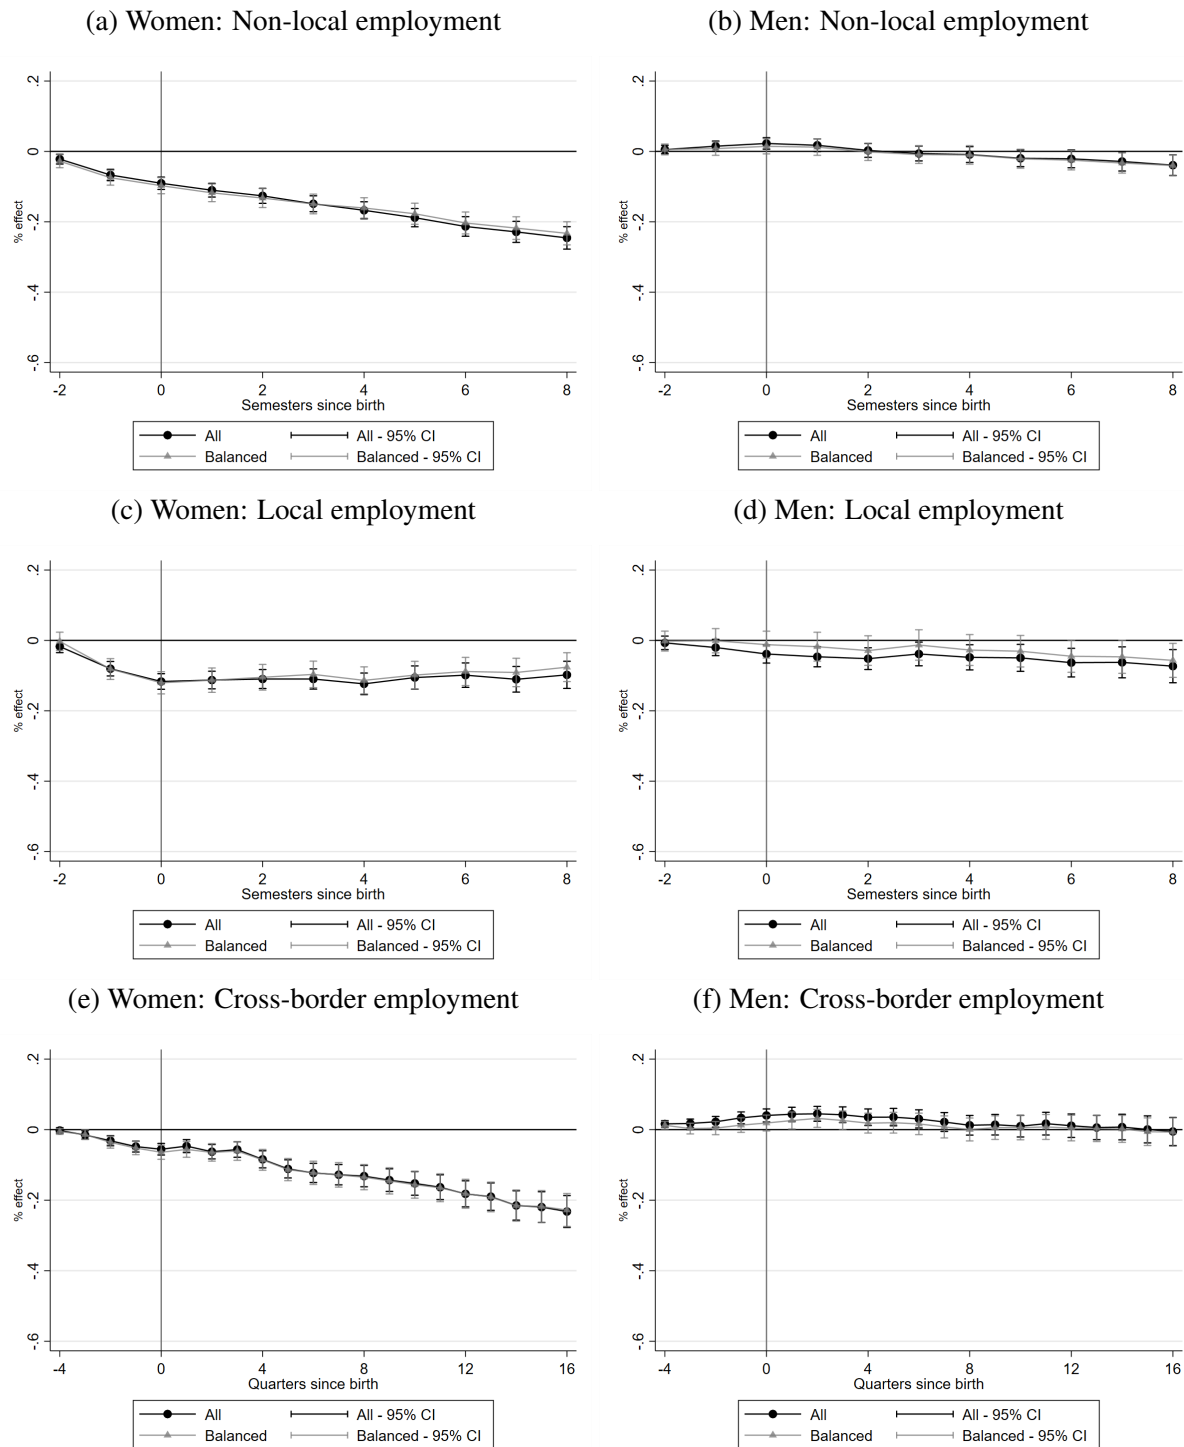 (a) Women: Non-local employment
.2
0
-.2
-.4
-.6
% effect
-2 0 2 4 6 8
Semesters since birth
All All - 95% CI
Balanced Balanced - 95% CI
(b) Men: Non-local employment
.2
0
-.2
-.4
-.6
% effect
-2 0 2 4 6 8
Semesters since birth
All All - 95% CI
Balanced Balanced - 95% CI
(c) Women: Local employment
.2
0
-.2
-.4
-.6
% effect
-2 0 2 4 6 8
Semesters since birth
All All - 95% CI
Balanced Balanced - 95% CI
(d) Men: Local employment
.2
0
-.2
-.4
-.6
% effect
-2 0 2 4 6 8
Semesters since birth
All All - 95% CI
Balanced Balanced - 95% CI
(e) Women: Cross-border employment
.2
0
-.2
-.4
-.6
% effect
-4 0 4 8 12 16
Quarters since birth
All All - 95% CI
Balanced Balanced - 95% CI
(f) Men: Cross-border employment
.2
0
-.2
-.4
-.6
% effect
-4 0 4 8 12 16
Quarters since birth
All All - 95% CI
Balanced Balanced - 95% CI